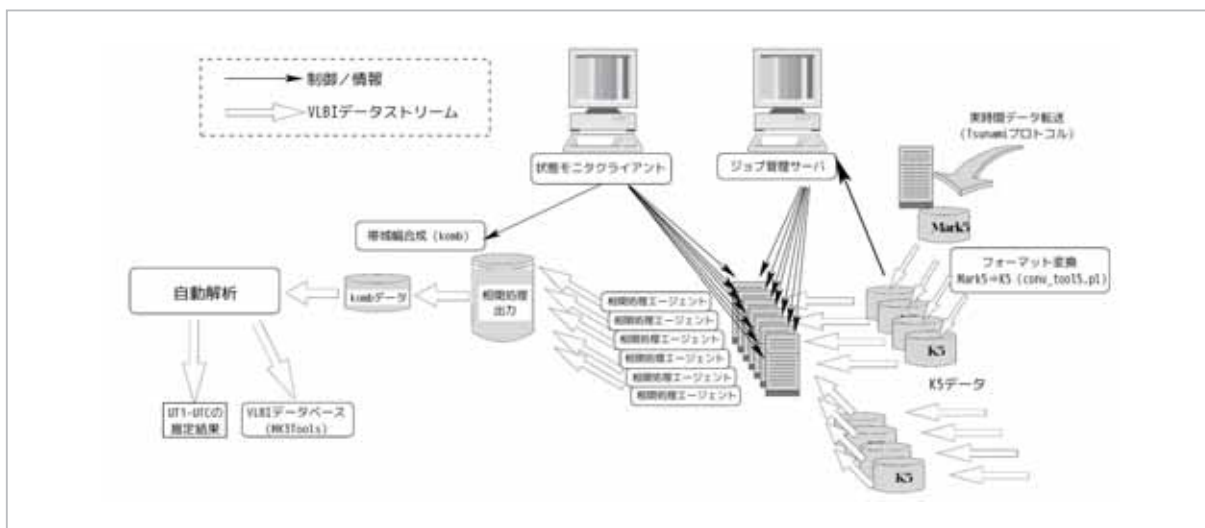 制御／情報
VLBIデータストリーム
状態モニタクライアント
ジョブ管理サーバ
実時間データ転送
(Tsunamiプロトコル)
Mark5
帯域幅合成 (komb)
フォーマット変換
Mark5⇒K5 (conv_tool5.pl)
自動解析
kombデータ
相関処理
出力
相関処理エージェント
相関処理エージェント
相関処理エージェント
相関処理エージェント
相関処理エージェント
相関処理エージェント
K5
K5データ
UT1-UTCの
推定結果
VLBIデータベース
(MK3Tools)
K5